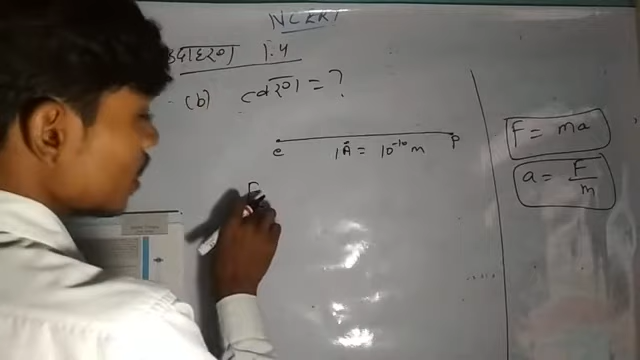 NCERT
उदाहरण 1.4
(b) त्वरण = ?
e 1Å = 10⁻¹⁰ m p
F
F = ma
a = F/m